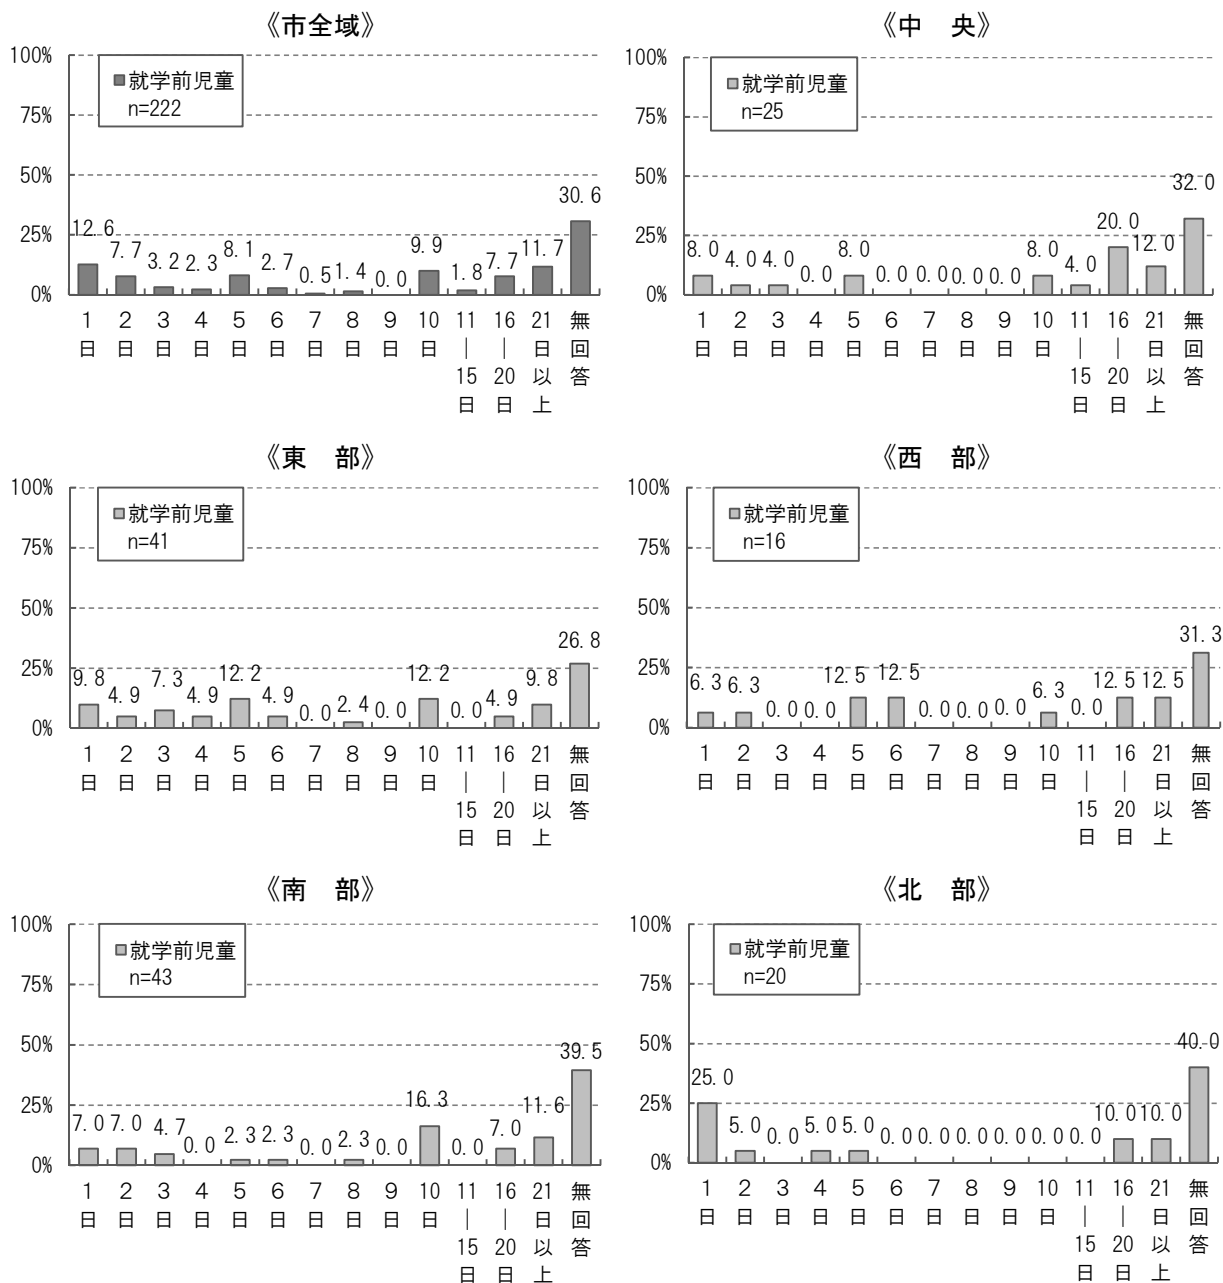 《市全域》
100%
75%
50%
25%
0%
就学前児童
n=222
12.6
7.7
3.2
2.3
8.1
2.7
0.5
1.4
0.0
9.9
1.8
7.7
11.7
30.6
1日
2日
3日
4日
5日
6日
7日
8日
9日
10日
11―15日
16―20日
21日以上
無回答
《中　央》
100%
75%
50%
25%
0%
就学前児童
n=25
8.0
4.0
4.0
0.0
8.0
0.0
0.0
0.0
0.0
8.0
4.0
20.0
12.0
32.0
1日
2日
3日
4日
5日
6日
7日
8日
9日
10日
11―15日
16―20日
21日以上
無回答
《東　部》
100%
75%
50%
25%
0%
就学前児童
n=41
9.8
4.9
7.3
4.9
12.2
4.9
0.0
2.4
0.0
12.2
0.0
4.9
9.8
26.8
1日
2日
3日
4日
5日
6日
7日
8日
9日
10日
11―15日
16―20日
21日以上
無回答
《西　部》
100%
75%
50%
25%
0%
就学前児童
n=16
6.3
6.3
0.0
0.0
12.5
12.5
0.0
0.0
0.0
6.3
0.0
12.5
12.5
31.3
1日
2日
3日
4日
5日
6日
7日
8日
9日
10日
11―15日
16―20日
21日以上
無回答
《南　部》
100%
75%
50%
25%
0%
就学前児童
n=43
7.0
7.0
4.7
0.0
2.3
2.3
0.0
2.3
0.0
16.3
0.0
7.0
11.6
39.5
1日
2日
3日
4日
5日
6日
7日
8日
9日
10日
11―15日
16―20日
21日以上
無回答
《北　部》
100%
75%
50%
25%
0%
就学前児童
n=20
25.0
5.0
0.0
5.0
5.0
0.0
0.0
0.0
0.0
0.0
0.0
10.0
10.0
40.0
1日
2日
3日
4日
5日
6日
7日
8日
9日
10日
11―15日
16―20日
21日以上
無回答